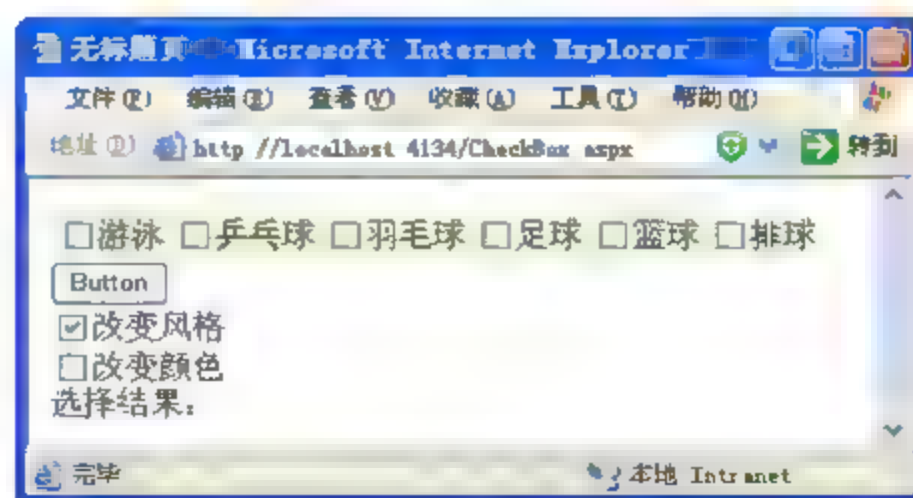 无标题页 - Microsoft Internet Explorer
文件(F) 编辑(E) 查看(V) 收藏(A) 工具(T) 帮助(H)
地址(D) http //localhost 4134/CheckBox aspx 转到
游泳 乒乓球 羽毛球 足球 篮球 排球
Button
改变风格
改变颜色
选择结果:
完毕 本地 Intranet